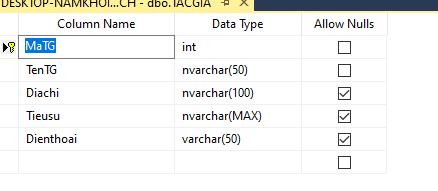 DESKTOP-NAMKHOI...CH - dbo.TACGIA
Column Name Data Type Allow Nulls
MaTG int
TenTG nvarchar(50)
Diachi nvarchar(100)
Tieusu nvarchar(MAX)
Dienthoai varchar(50)